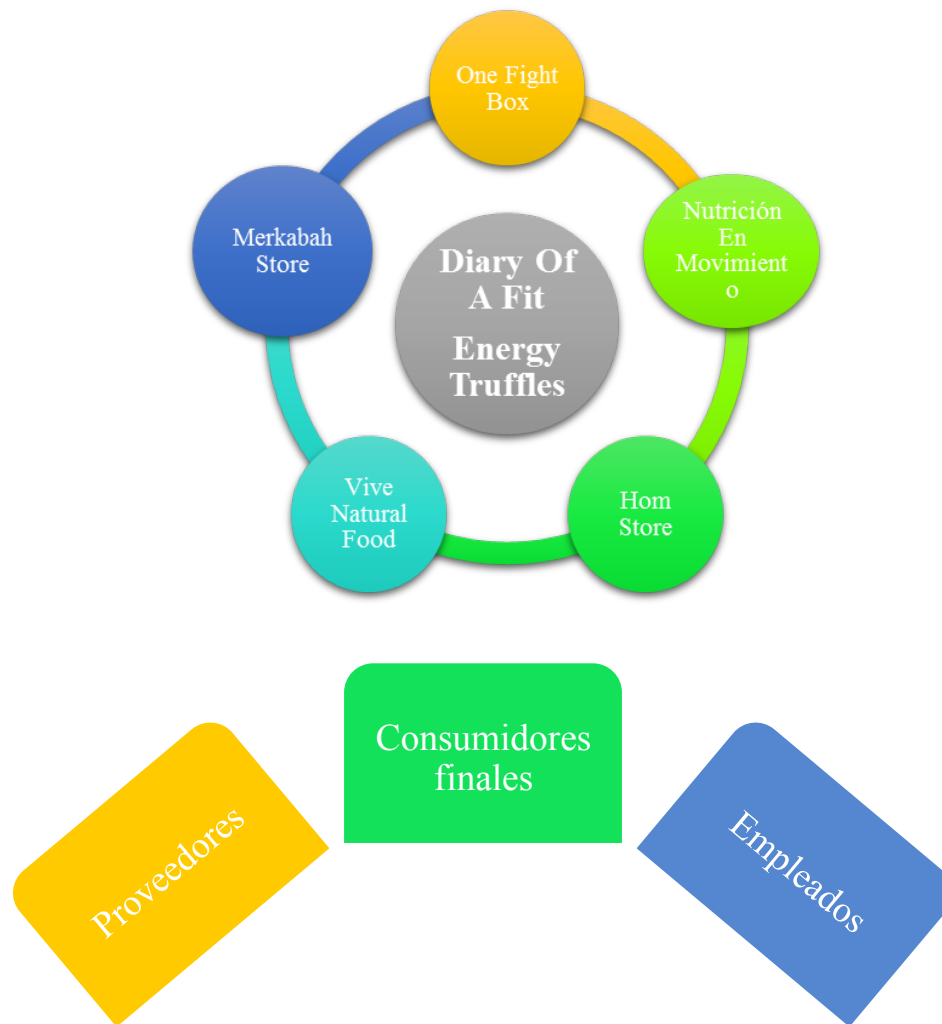 One Fight
Box
Nutrición
En
Movimient
o
Merkabah
Store
Diary Of
A Fit
Energy
Truffles
Vive
Natural
Food
Hom
Store
Consumidores
finales
Proveedores
Empleados